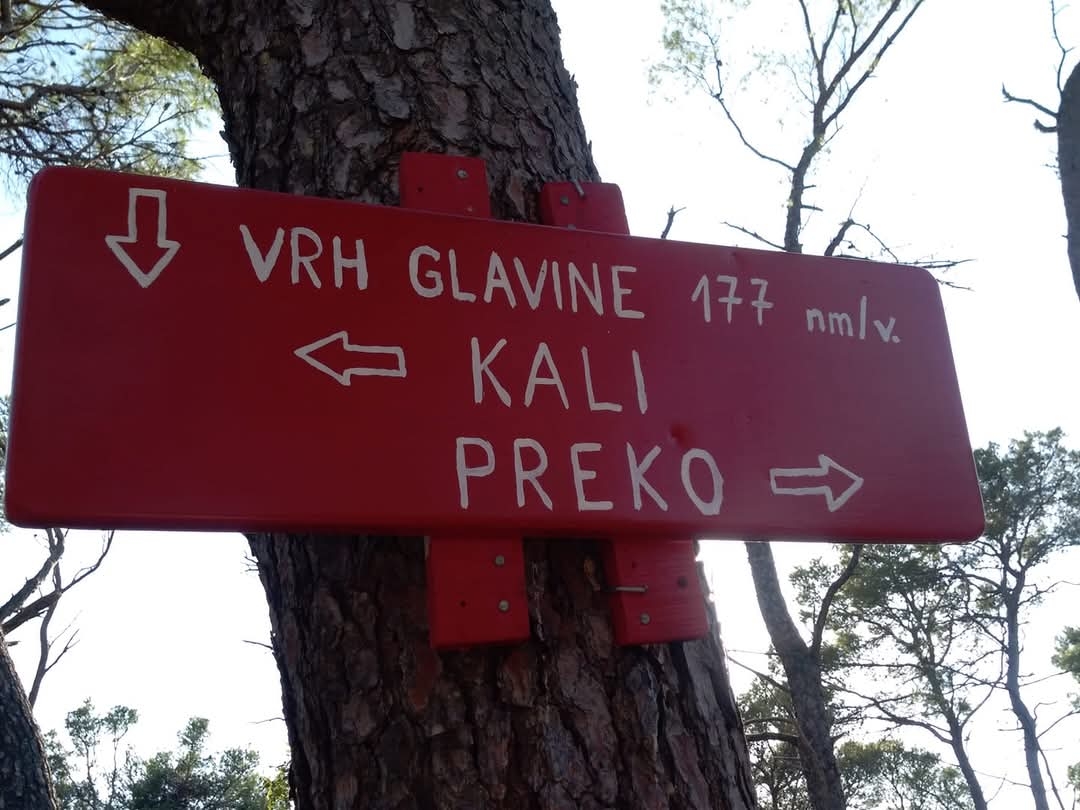 VRH GLAVINE 177 nm/v.
KALI
PREKO